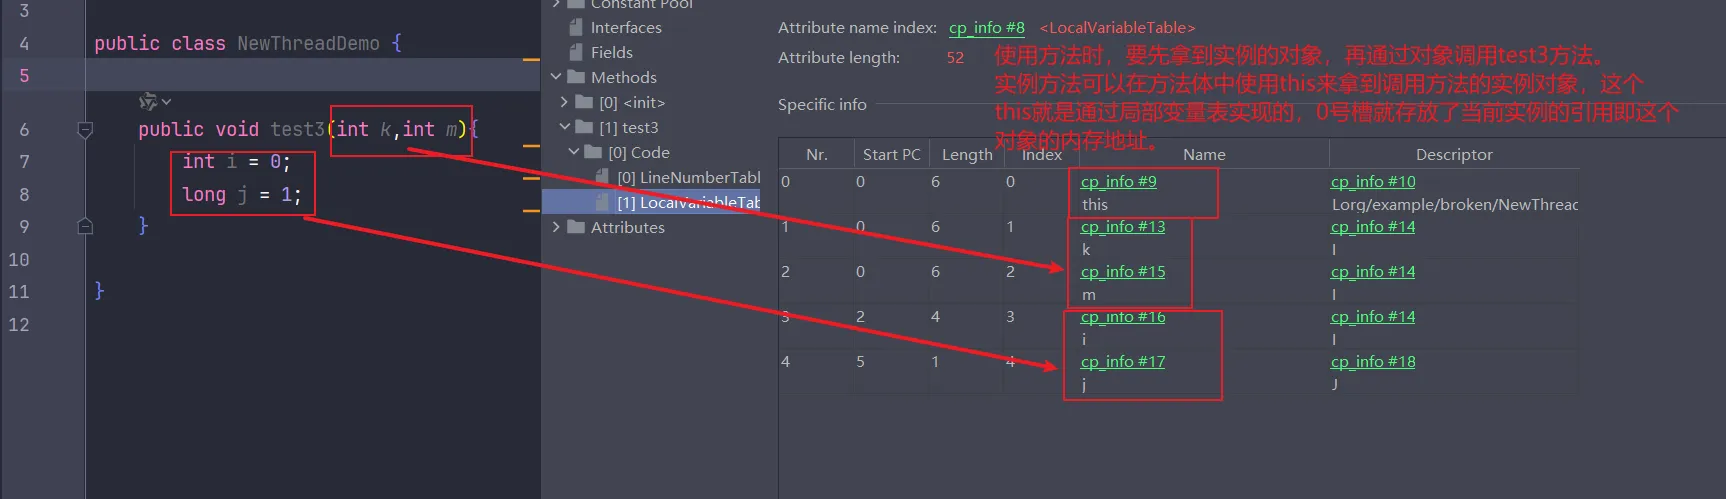 3
4 public class NewThreadDemo {
5
6 public void test3(int k,int m){
7 int i = 0;
8 long j = 1;
9 }
10
11 }
12
Constant Pool
Interfaces
Fields
Methods
[0] <init>
[1] test3
[0] Code
[0] LineNumberTabl
[1] LocalVariableTab
Attributes
Attribute name index: cp_info #8 <LocalVariableTable>
Attribute length: 52
使用方法时，要先拿到实例的对象，再通过对象调用test3方法。
实例方法可以在方法体中使用this来拿到调用方法的实例对象，这个
this就是通过局部变量表实现的，0号槽就存放了当前实例的引用即这个
对象的内存地址。
Specific info
Nr. Start PC Length Index Name Descriptor
0 0 6 0 cp_info #9 cp_info #10
this Lorg/example/broken/NewThread
1 0 6 1 cp_info #13 cp_info #14
k I
2 0 6 2 cp_info #15 cp_info #14
m I
3 2 4 3 cp_info #16 cp_info #14
i I
4 5 1 4 cp_info #17 cp_info #18
j J